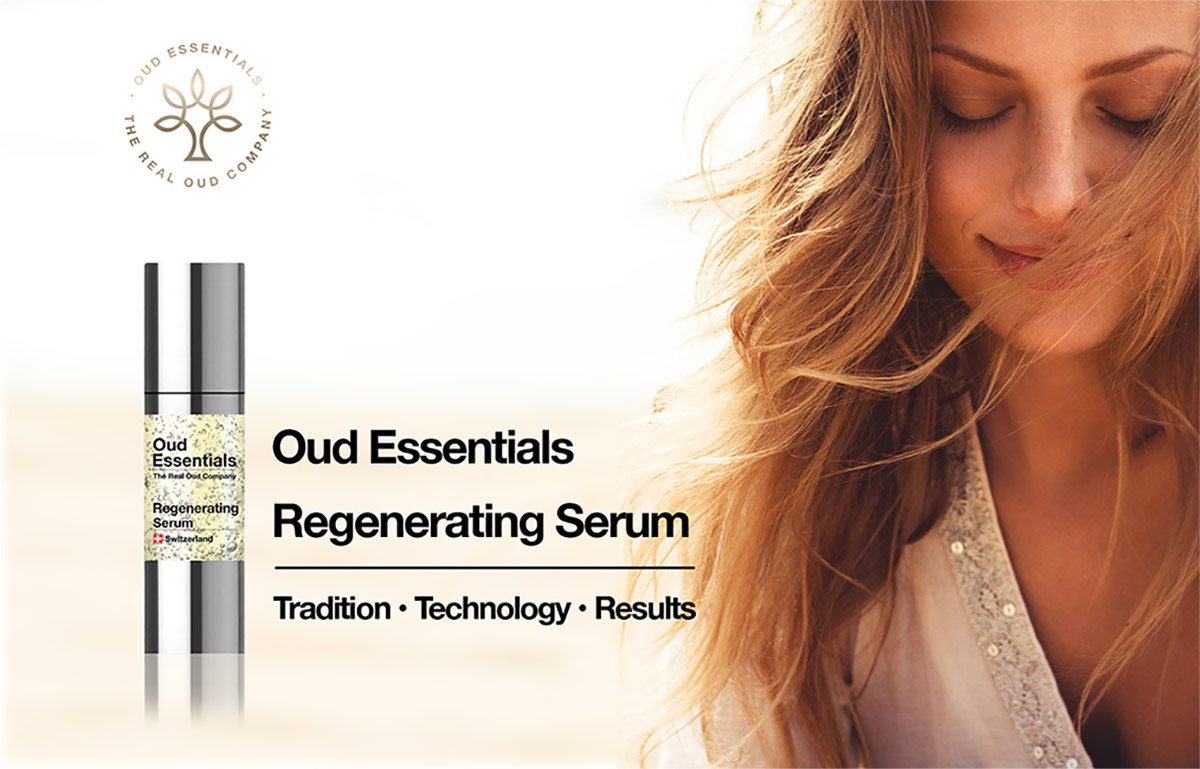 · OUD ESSENTIALS ·
THE REAL OUD COMPANY
Oud
Essentials
The Real Oud Company
Regenerating
Serum
Switzerland
Oud Essentials
Regenerating Serum
Tradition • Technology • Results